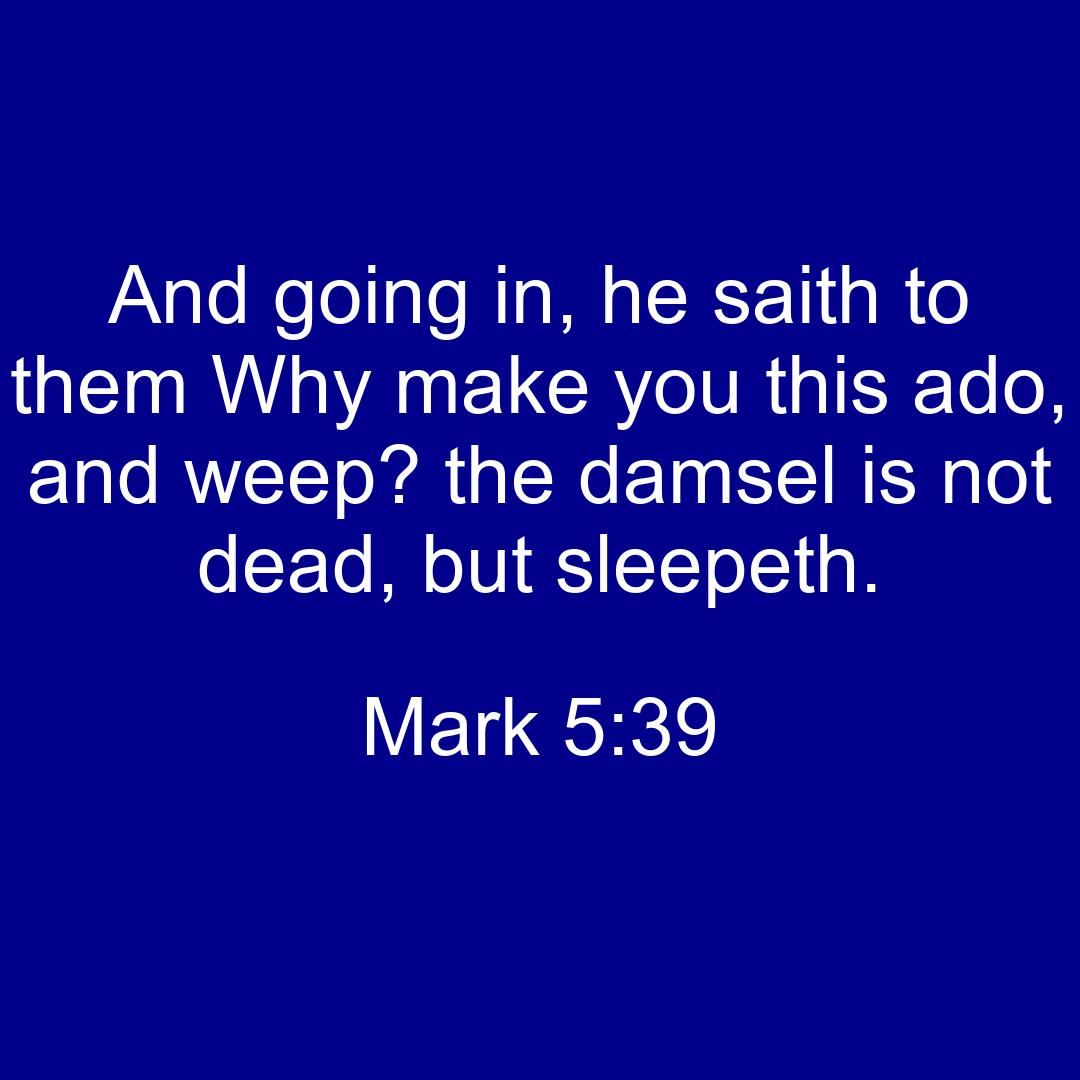 And going in, he saith to
them Why make you this ado,
and weep? the damsel is not
dead, but sleepeth.
Mark 5:39